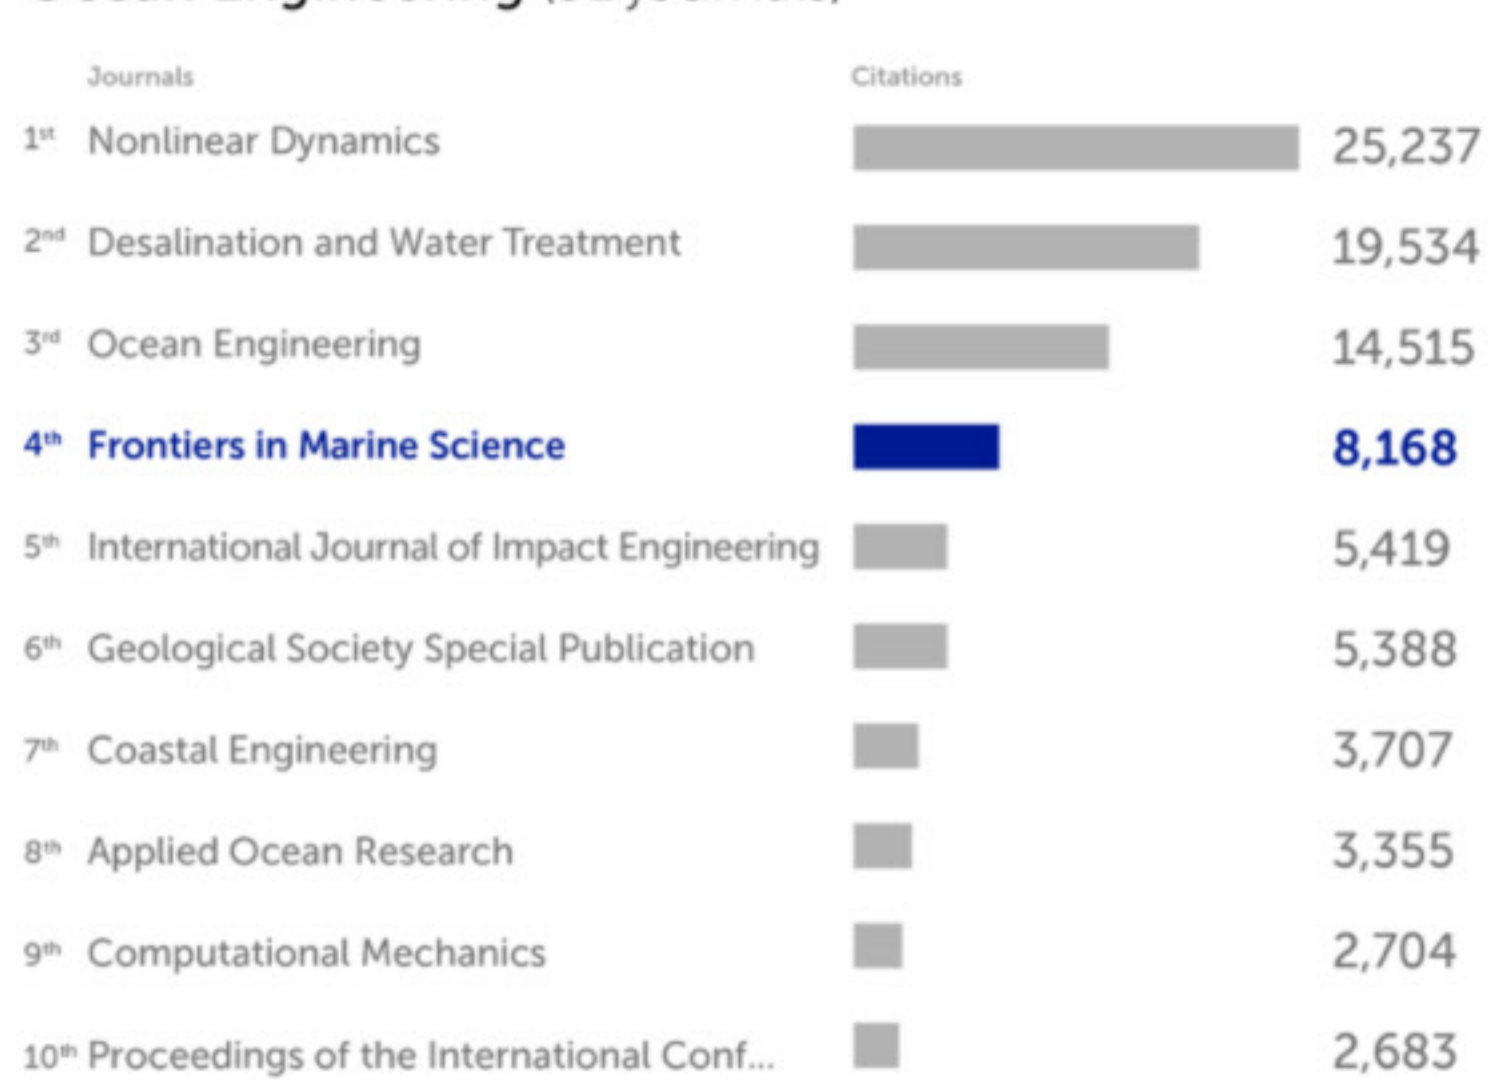 Ocean Engineering
Journals Citations
1st Nonlinear Dynamics 25,237
2nd Desalination and Water Treatment 19,534
3rd Ocean Engineering 14,515
4th Frontiers in Marine Science 8,168
5th International Journal of Impact Engineering 5,419
6th Geological Society Special Publication 5,388
7th Coastal Engineering 3,707
8th Applied Ocean Research 3,355
9th Computational Mechanics 2,704
10th Proceedings of the International Conf... 2,683